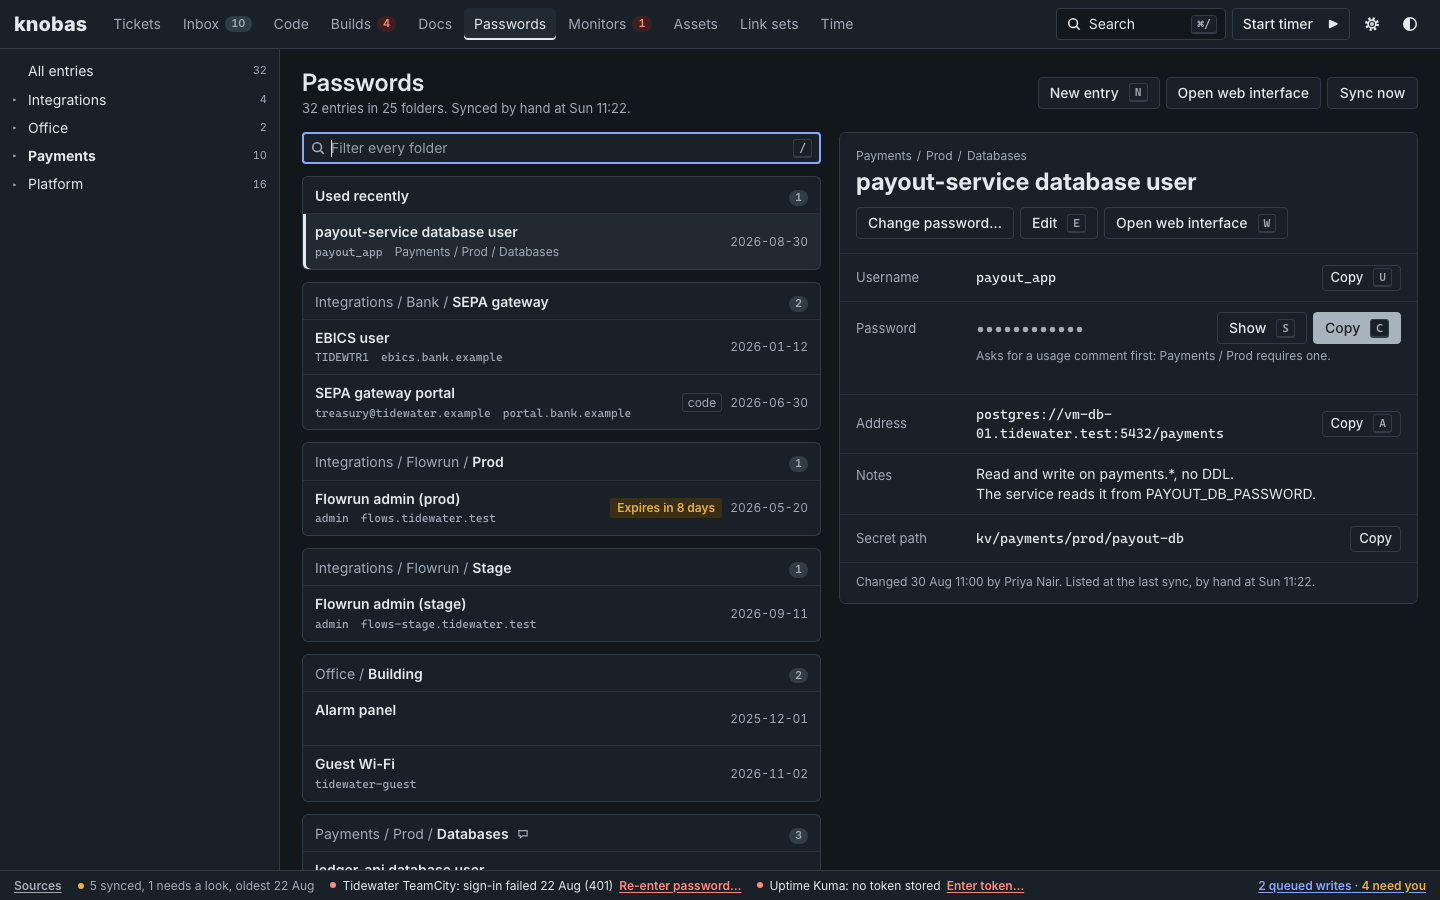 knobas Tickets Inbox 10 Code Builds 4 Docs Passwords Monitors 1 Assets Link sets Time Search ⌘/ Start timer
All entries 32
Integrations 4
Office 2
Payments 10
Platform 16
Passwords
32 entries in 25 folders. Synced by hand at Sun 11:22.
New entry N Open web interface Sync now
Filter every folder /
Used recently 1
payout-service database user
payout_app Payments / Prod / Databases
2026-08-30
Integrations / Bank / SEPA gateway 2
EBICS user
TIDEWTR1 ebics.bank.example
2026-01-12
SEPA gateway portal
treasury@tidewater.example portal.bank.example
code 2026-06-30
Integrations / Flowrun / Prod 1
Flowrun admin (prod)
admin flows.tidewater.test
Expires in 8 days 2026-05-20
Integrations / Flowrun / Stage 1
Flowrun admin (stage)
admin flows-stage.tidewater.test
2026-09-11
Office / Building 2
Alarm panel
2025-12-01
Guest Wi-Fi
tidewater-guest
2026-11-02
Payments / Prod / Databases 3
ledger-api database user
Payments / Prod / Databases
payout-service database user
Change password... Edit E Open web interface W
Username payout_app Copy U
Password Show S Copy C
Asks for a usage comment first: Payments / Prod requires one.
Address postgres://vm-db-
01.tidewater.test:5432/payments
Copy A
Notes Read and write on payments.*, no DDL.
The service reads it from PAYOUT_DB_PASSWORD.
Secret path kv/payments/prod/payout-db Copy
Changed 30 Aug 11:00 by Priya Nair. Listed at the last sync, by hand at Sun 11:22.
Sources 5 synced, 1 needs a look, oldest 22 Aug Tidewater TeamCity: sign-in failed 22 Aug (401) Re-enter password... Uptime Kuma: no token stored Enter token... 2 queued writes · 4 need you